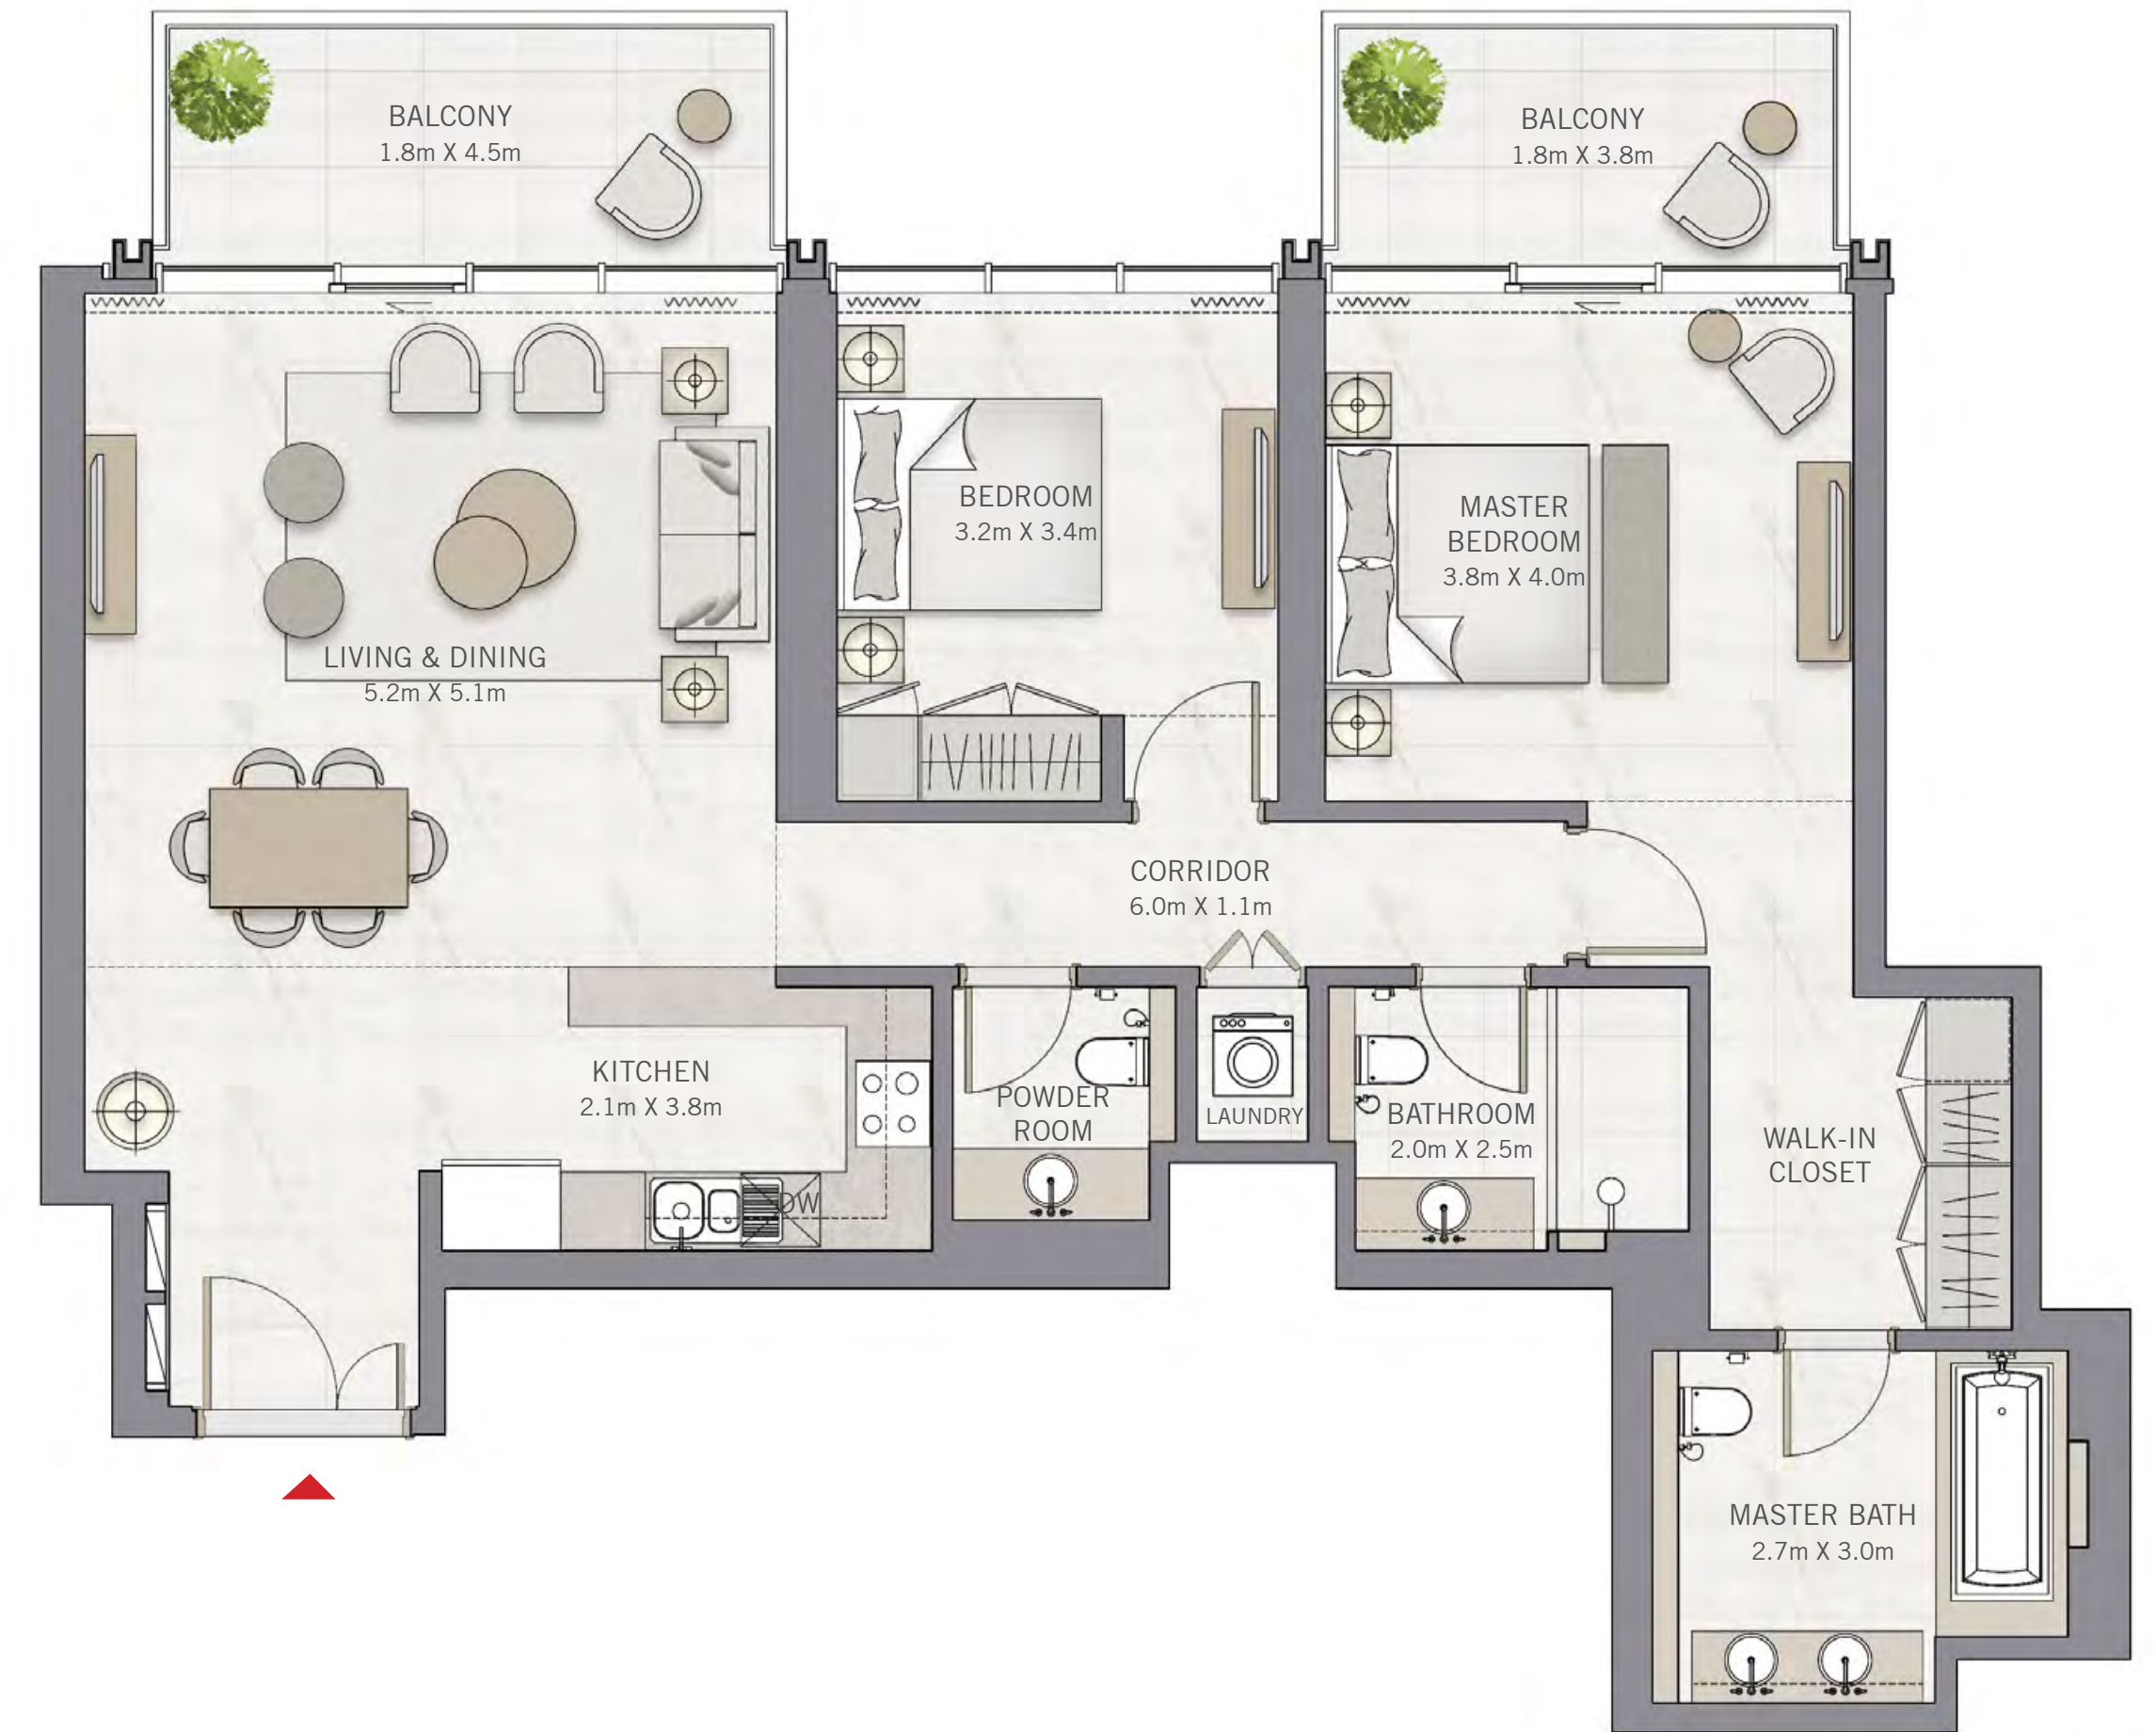 BALCONY
1.8m X 4.5m
BALCONY
1.8m X 3.8m
BEDROOM
3.2m X 3.4m
MASTER
BEDROOM
3.8m X 4.0m
LIVING & DINING
5.2m X 5.1m
CORRIDOR
6.0m X 1.1m
KITCHEN
2.1m X 3.8m
DW
POWDER
ROOM
LAUNDRY
BATHROOM
2.0m X 2.5m
WALK-IN
CLOSET
MASTER BATH
2.7m X 3.0m